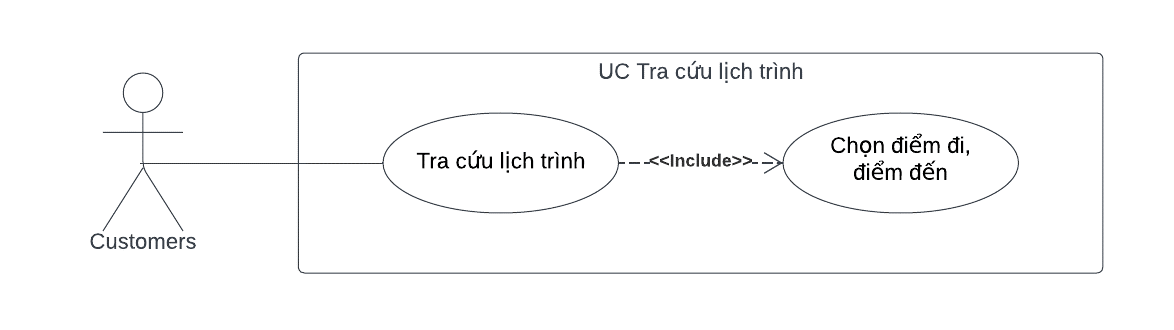 UC Tra cứu lịch trình
Tra cứu lịch trình
<<Include>>
Chọn điểm đi,
điểm đến
Customers